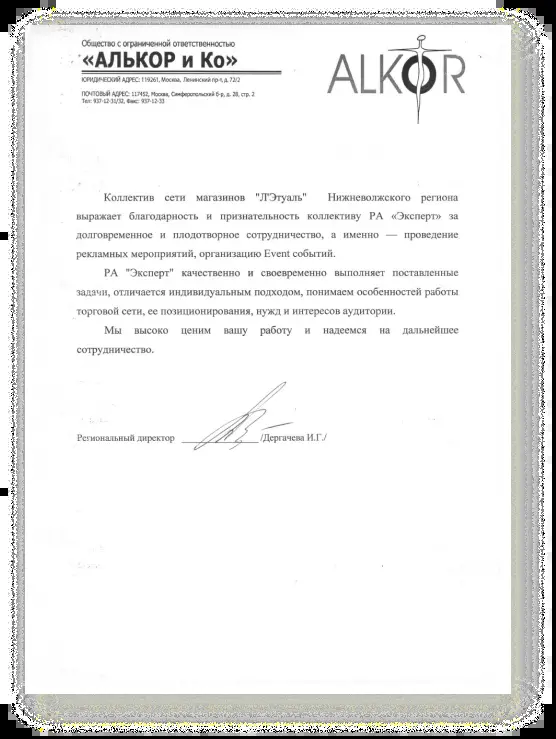 Общество с ограниченной ответственностью
«АЛЬКОР и Ко»
ЮРИДИЧЕСКИЙ АДРЕС: 119261, Москва, Ленинский пр-т, д. 72/2
ПОЧТОВЫЙ АДРЕС: 117452, Москва, Симферопольский б-р, д. 28, стр. 2
Тел: 937-12-31/32, Факс: 937-12-33
ALKOR
Коллектив сети магазинов "Л'Этуаль" Нижневолжского региона
выражает благодарность и признательность коллективу РА «Эксперт» за
долговременное и плодотворное сотрудничество, а именно — проведение
рекламных мероприятий, организацию Event событий.
РА "Эксперт" качественно и своевременно выполняет поставленные
задачи, отличается индивидуальным подходом, понимаем особенностей работы
торговой сети, ее позиционирования, нужд и интересов аудитории.
Мы высоко ценим вашу работу и надеемся на дальнейшее
сотрудничество.
Региональный директор /Дергачева И.Г./